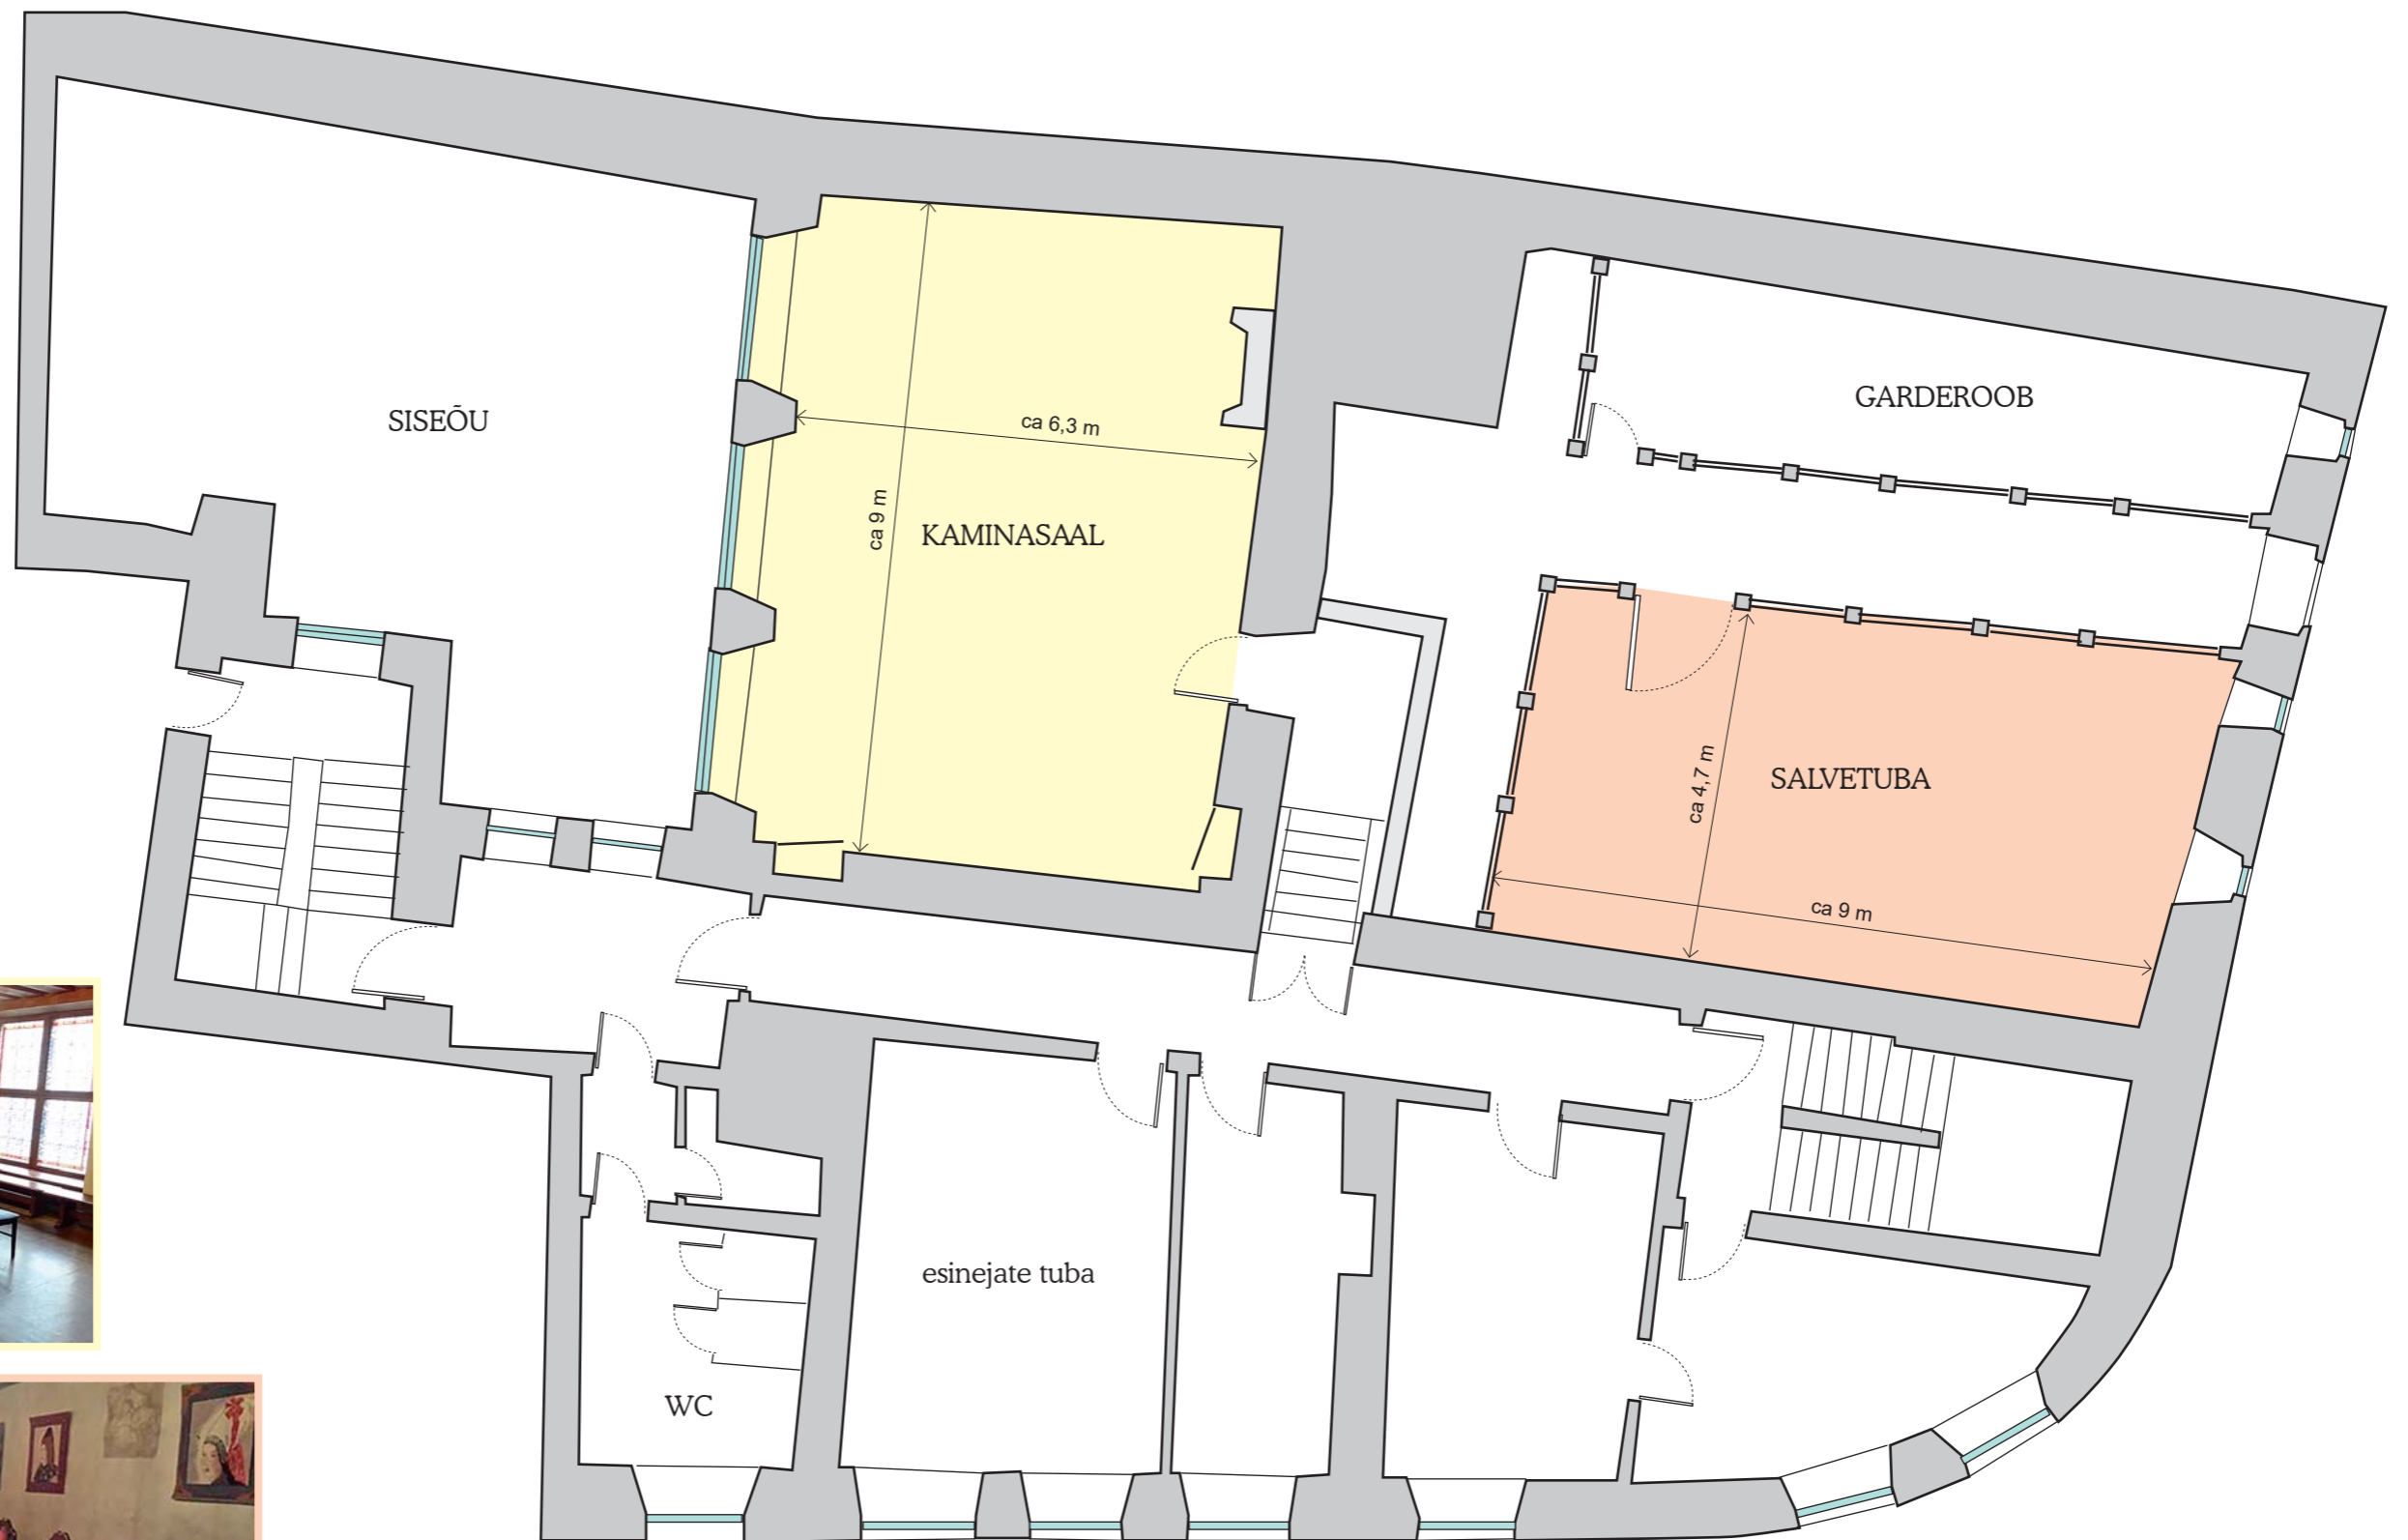 SISEÕU
ca 6,3 m
ca 9 m
KAMINASAAL
GARDEROOB
ca 4,7 m
SALVETUBA
ca 9 m
esinejate tuba
WC